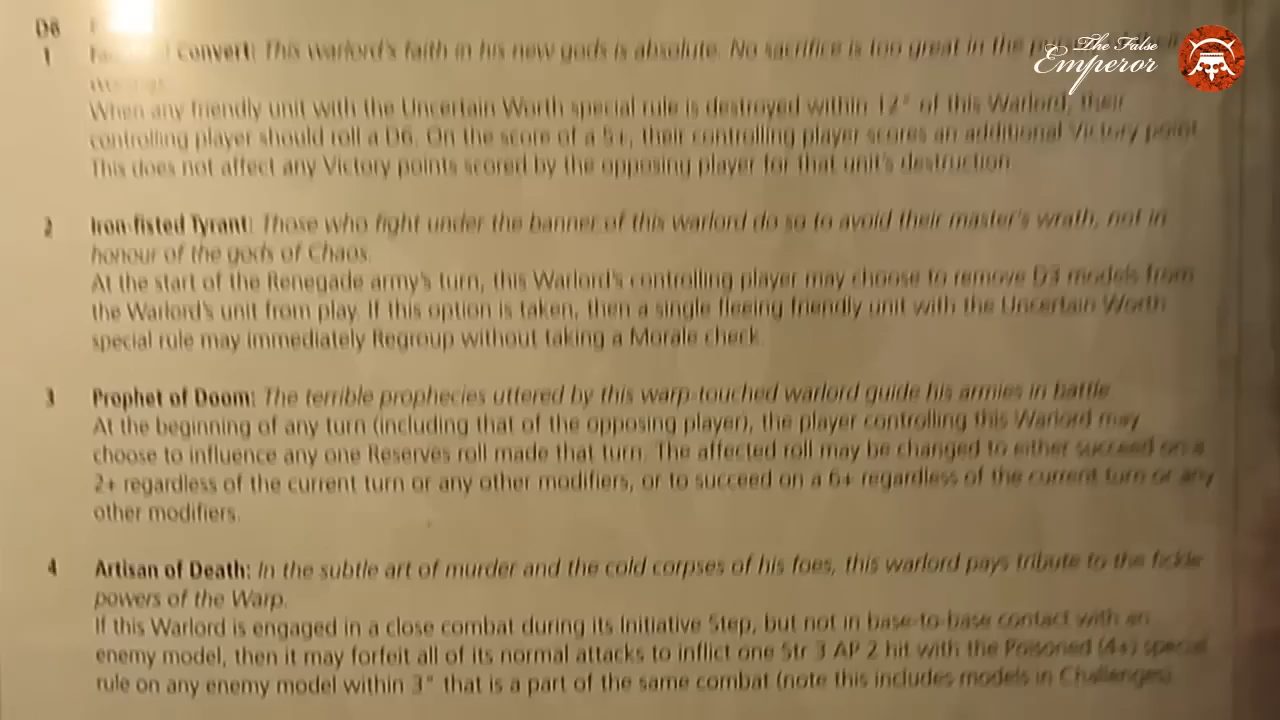 D6
The False
Emperor
1 Convert: This warlord's faith in his new gods is absolute. No sacrifice is too great in the
When any friendly unit with the Uncertain Worth special rule is destroyed within 12" of this Warlord, their
controlling player should roll a D6. On the score of a 5+, their controlling player scores an additional Victory point.
This does not affect any Victory points scored by the opposing player for that unit's destruction.
2 Iron-fisted Tyrant: Those who fight under the banner of this warlord do so to avoid their master's wrath, not in
honour of the gods of Chaos.
At the start of the Renegade army's turn, this Warlord's controlling player may choose to remove D3 models from
the Warlord's unit from play. If this option is taken, then a single fleeing friendly unit with the Uncertain Worth
special rule may immediately Regroup without taking a Morale check.
3 Prophet of Doom: The terrible prophecies uttered by this warp-touched warlord guide his armies in battle.
At the beginning of any turn (including that of the opposing player), the player controlling this Warlord may
choose to influence any one Reserves roll made that turn. The affected roll may be changed to either succeed on a
2+ regardless of the current turn or any other modifiers, or to succeed on a 6+ regardless of the current turn or any
other modifiers.
4 Artisan of Death: In the subtle art of murder and the cold corpses of his foes, this warlord pays tribute to the fickle
powers of the Warp.
If this Warlord is engaged in a close combat during its Initiative Step, but not in base-to-base contact with an
enemy model, then it may forfeit all of its normal attacks to inflict one Str 3 AP 2 hit with the Poisoned (4+) special
rule on any enemy model within 3" that is a part of the same combat (note this includes models in Challenges).